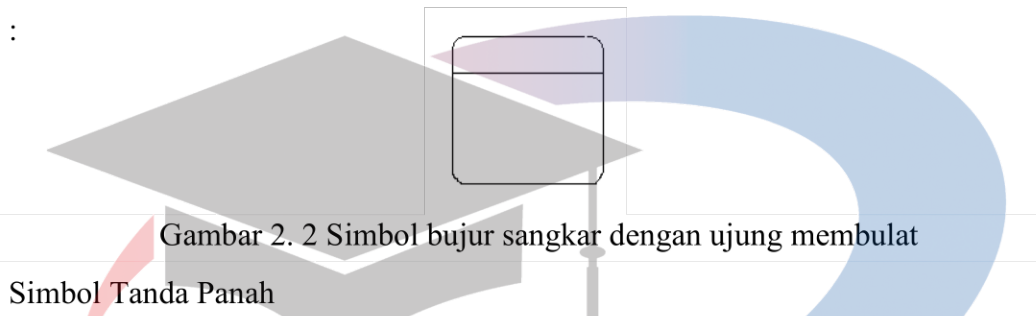 :
Gambar 2. 2 Simbol bujur sangkar dengan ujung membulat
Simbol Tanda Panah